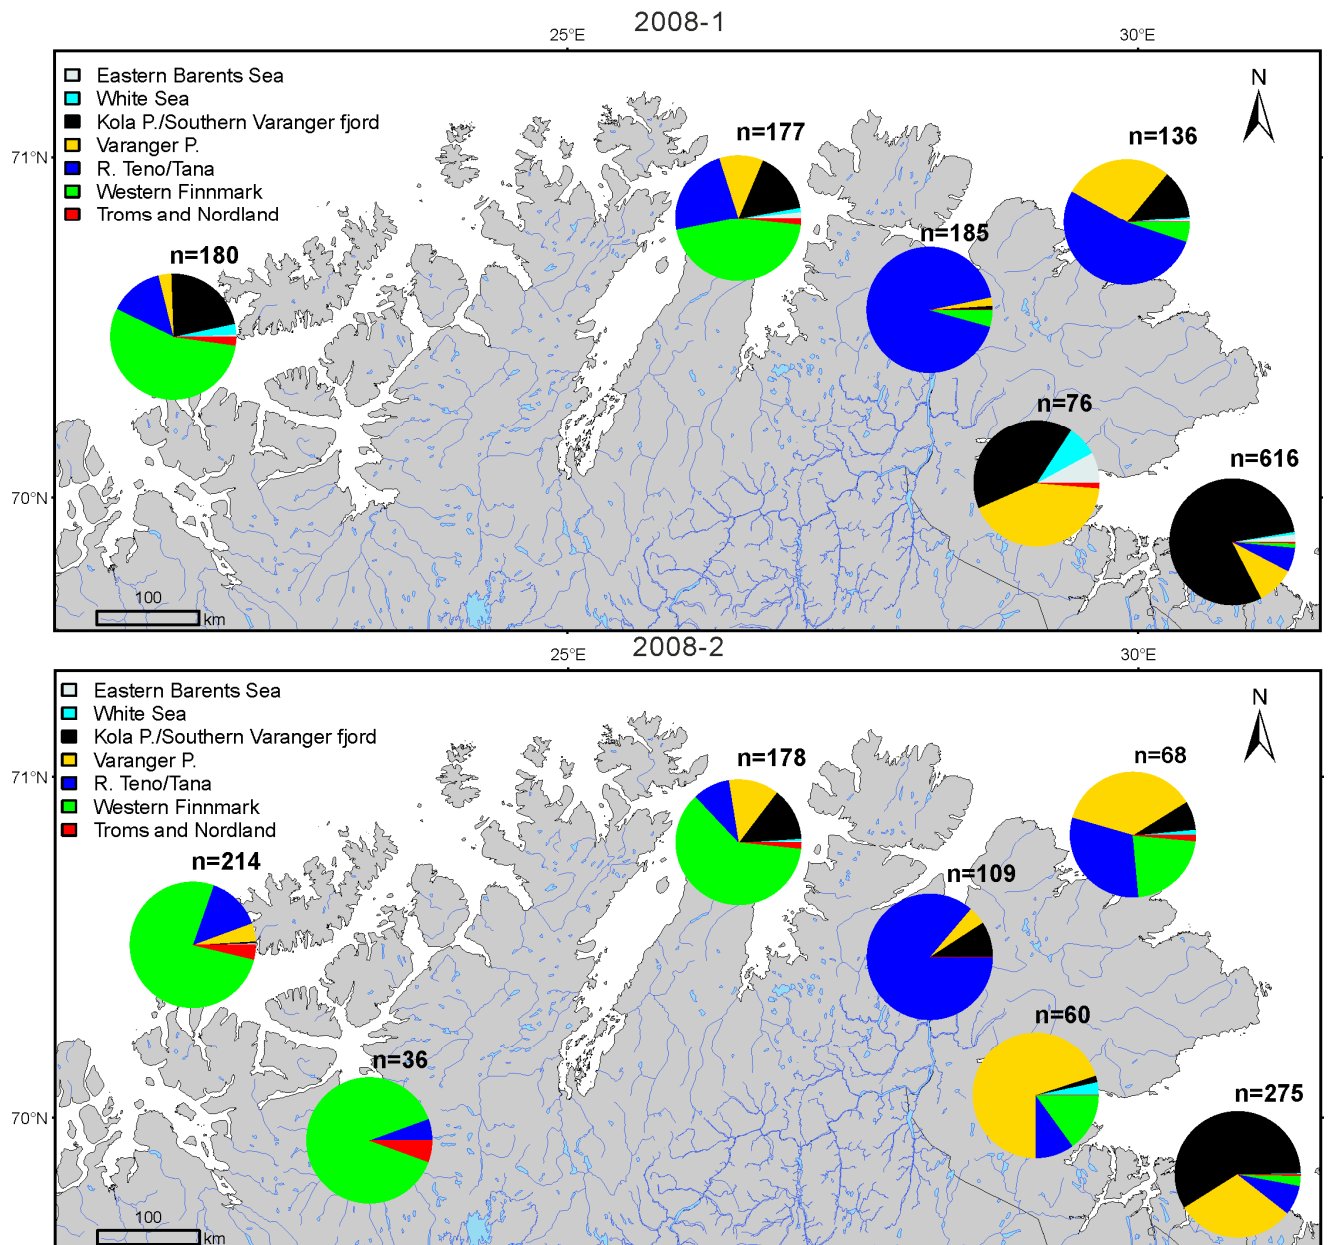 2008-1
25°E
30°E
Eastern Barents Sea
White Sea
Kola P./Southern Varanger fjord
Varanger P.
R. Teno/Tana
Western Finnmark
Troms and Nordland
N
71°N
70°N
n=177
n=136
n=180
n=185
n=76
n=616
100
km
2008-2
25°E
30°E
Eastern Barents Sea
White Sea
Kola P./Southern Varanger fjord
Varanger P.
R. Teno/Tana
Western Finnmark
Troms and Nordland
N
71°N
70°N
n=178
n=68
n=214
n=109
n=60
n=36
n=275
100
km